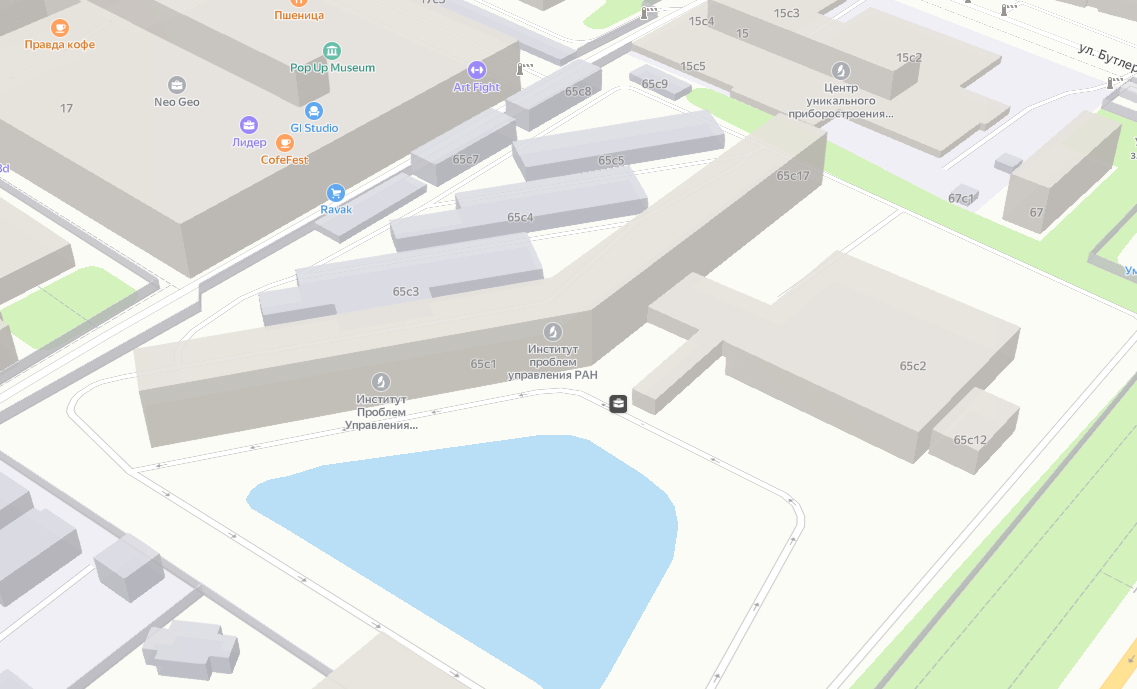 Пшеница
17с3
15с4
15с3
15
Правда кофе
Pop Up Museum
15с2
ул. Бутлер
15с5
Art Fight
65с9
65с8
Центр
уникального
приборостроения...
Neo Geo
17
GI Studio
Лидер
CofeFest
65с7
65с5
65с17
Ravak
67с1
67
65с4
Ум
65с3
65с1
Институт
проблем
управления РАН
65с2
Институт
Проблем
Управления...
65с12